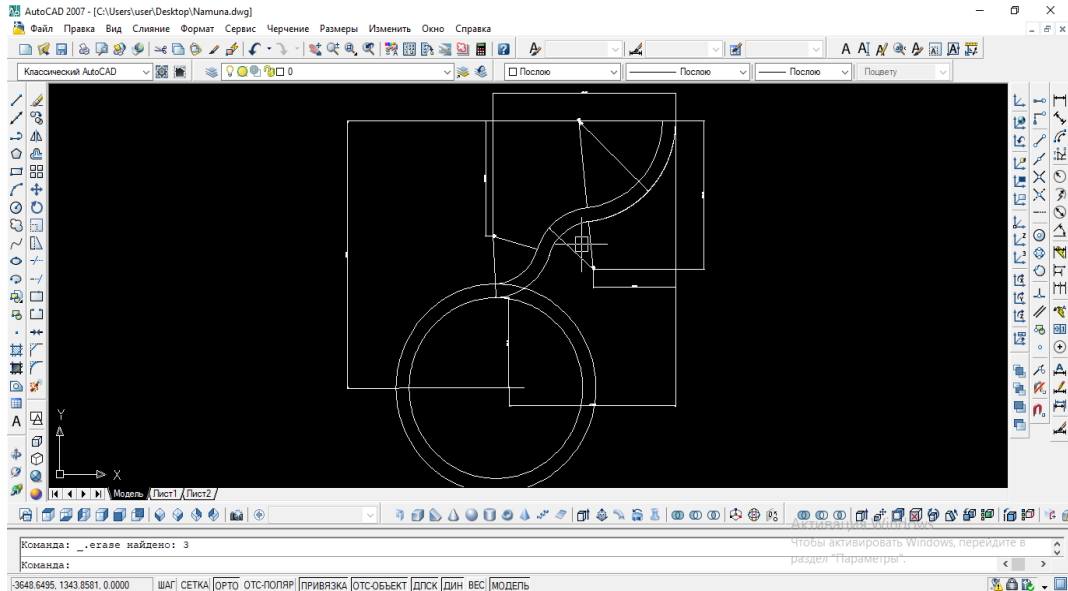 AutoCAD 2007 - [C:\Users\user\Desktop\Namuna.dwg]
Файл Правка Вид Слияние Формат Сервис Черчение Размеры Изменить Окно Справка
Классический AutoCAD
0
Послою
Послою
Послою
Поцвету
Y
X
Модель
Лист1
Лист2
Команда: _.erase найдено: 3
Команда:
Активация Windows
Чтобы активировать Windows, перейдите в
раздел "Параметры".
-3648.6495, 1343.8581, 0.0000
ШАГ СЕТКА ОРТО ОТС-ПОЛЯР ПРИВЯЗКА ОТС-ОБЪЕКТ ДПСК ДИН ВЕС МОДЕЛЬ